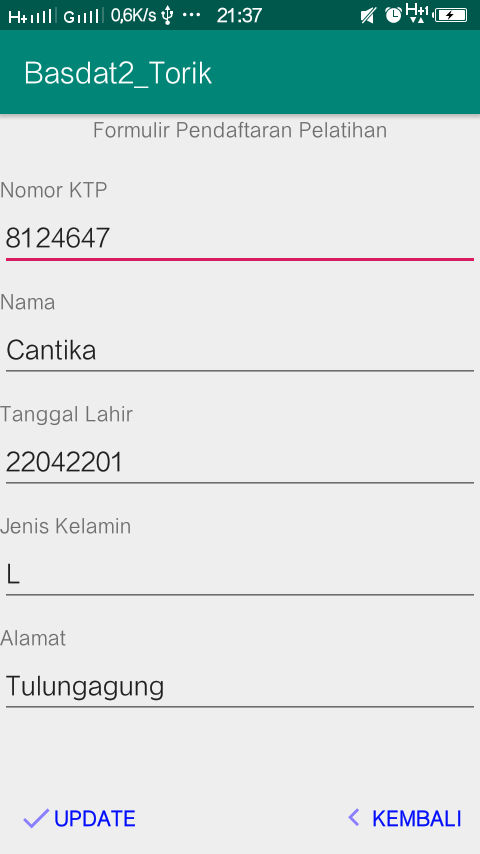 H+ G 0,6K/s ... 21:37 H+1
Basdat2_Torik
Formulir Pendaftaran Pelatihan
Nomor KTP
8124647
Nama
Cantika
Tanggal Lahir
22042201
Jenis Kelamin
L
Alamat
Tulungagung
UPDATE KEMBALI